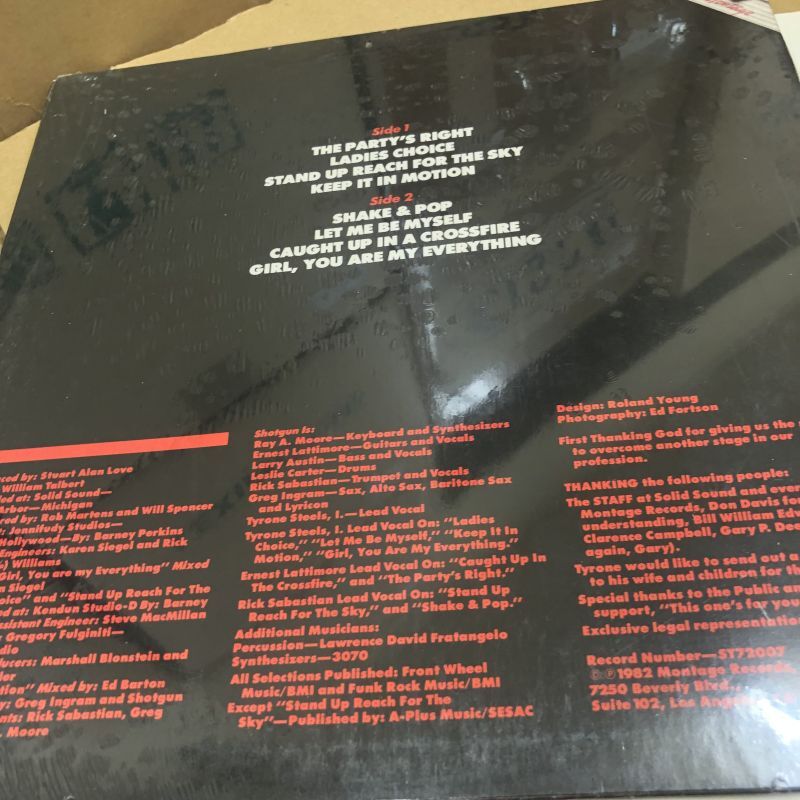 Side 1
THE PARTY'S RIGHT
LADIES CHOICE
STAND UP REACH FOR THE SKY
KEEP IT IN MOTION
Side 2
SHAKE & POP
LET ME BE MYSELF
CAUGHT UP IN A CROSSFIRE
GIRL, YOU ARE MY EVERYTHING
ced by: Stuart Alan Love
William Talbert
ed at: Solid Sound—
Arbor—Michigan
red by: Rob Martens and Will Spencer
: Jennifudy Studios—
Hollywood—By: Barney Perkins
Engineers: Karen Siegel and Rick
) Williams
Girl, You are my Everything" Mixed
n Siegel
oice" and "Stand Up Reach For The
ed at: Kendun Studio-D By: Barney
ssistant Engineer: Steve MacMillan
: Gregory Fulginiti—
dio
ucers: Marshall Blonstein and
ler
tion" Mixed by: Ed Barton
y: Greg Ingram and Shotgun
nts: Rick Sabastian, Greg
. Moore
Shotgun Is:
Ray A. Moore—Keyboard and Synthesizers
Ernest Lattimore—Guitars and Vocals
Larry Austin—Bass and Vocals
Leslie Carter—Drums
Rick Sabastian—Trumpet and Vocals
Greg Ingram—Sax, Alto Sax, Baritone Sax
and Lyricon
Tyrone Steels, I.—Lead Vocal
Tyrone Steels, I. Lead Vocal On: "Ladies
Choice," "Let Me Be Myself," "Keep It In
Motion," "Girl, You Are My Everything."
Ernest Lattimore Lead Vocal On: "Caught Up In
The Crossfire," and "The Party's Right."
Rick Sabastian Lead Vocal On: "Stand Up
Reach For The Sky," and "Shake & Pop."
Additional Musicians:
Percussion—Lawrence David Fratangelo
Synthesizers—3070
All Selections Published: Front Wheel
Music/BMI and Funk Rock Music/BMI
Except "Stand Up Reach For The
Sky"—Published by: A-Plus Music/SESAC
Design: Roland Young
Photography: Ed Fortson
First Thanking God for giving us the
to overcome another stage in our
profession.
THANKING the following people:
The STAFF at Solid Sound and
Montage Records, Don Davis for
understanding, Bill William
Clarence Campbell, Gary P.
again, Gary).
Tyrone would like to send out a
to his wife and children for
Special thanks to the Public
support, "This one's for
Exclusive legal
Record Number—SY72007
© ℗ 1982 Montage Records,
7250 Beverly Blvd.,
Suite 102, Los